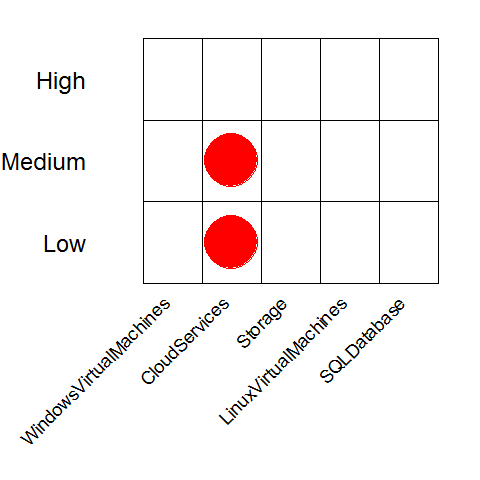 High
Medium
Low
WindowsVirtualMachines
CloudServices
Storage
LinuxVirtualMachines
SQLDatabase